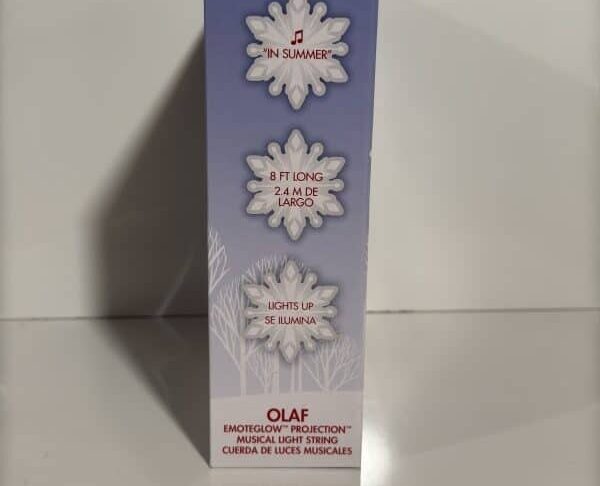 "IN SUMMER"
8 FT LONG
2.4 M DE
LARGO
LIGHTS UP
SE ILUMINA
OLAF
EMOTEGLOW™ PROJECTION™
MUSICAL LIGHT STRING
CUERDA DE LUCES MUSICALES